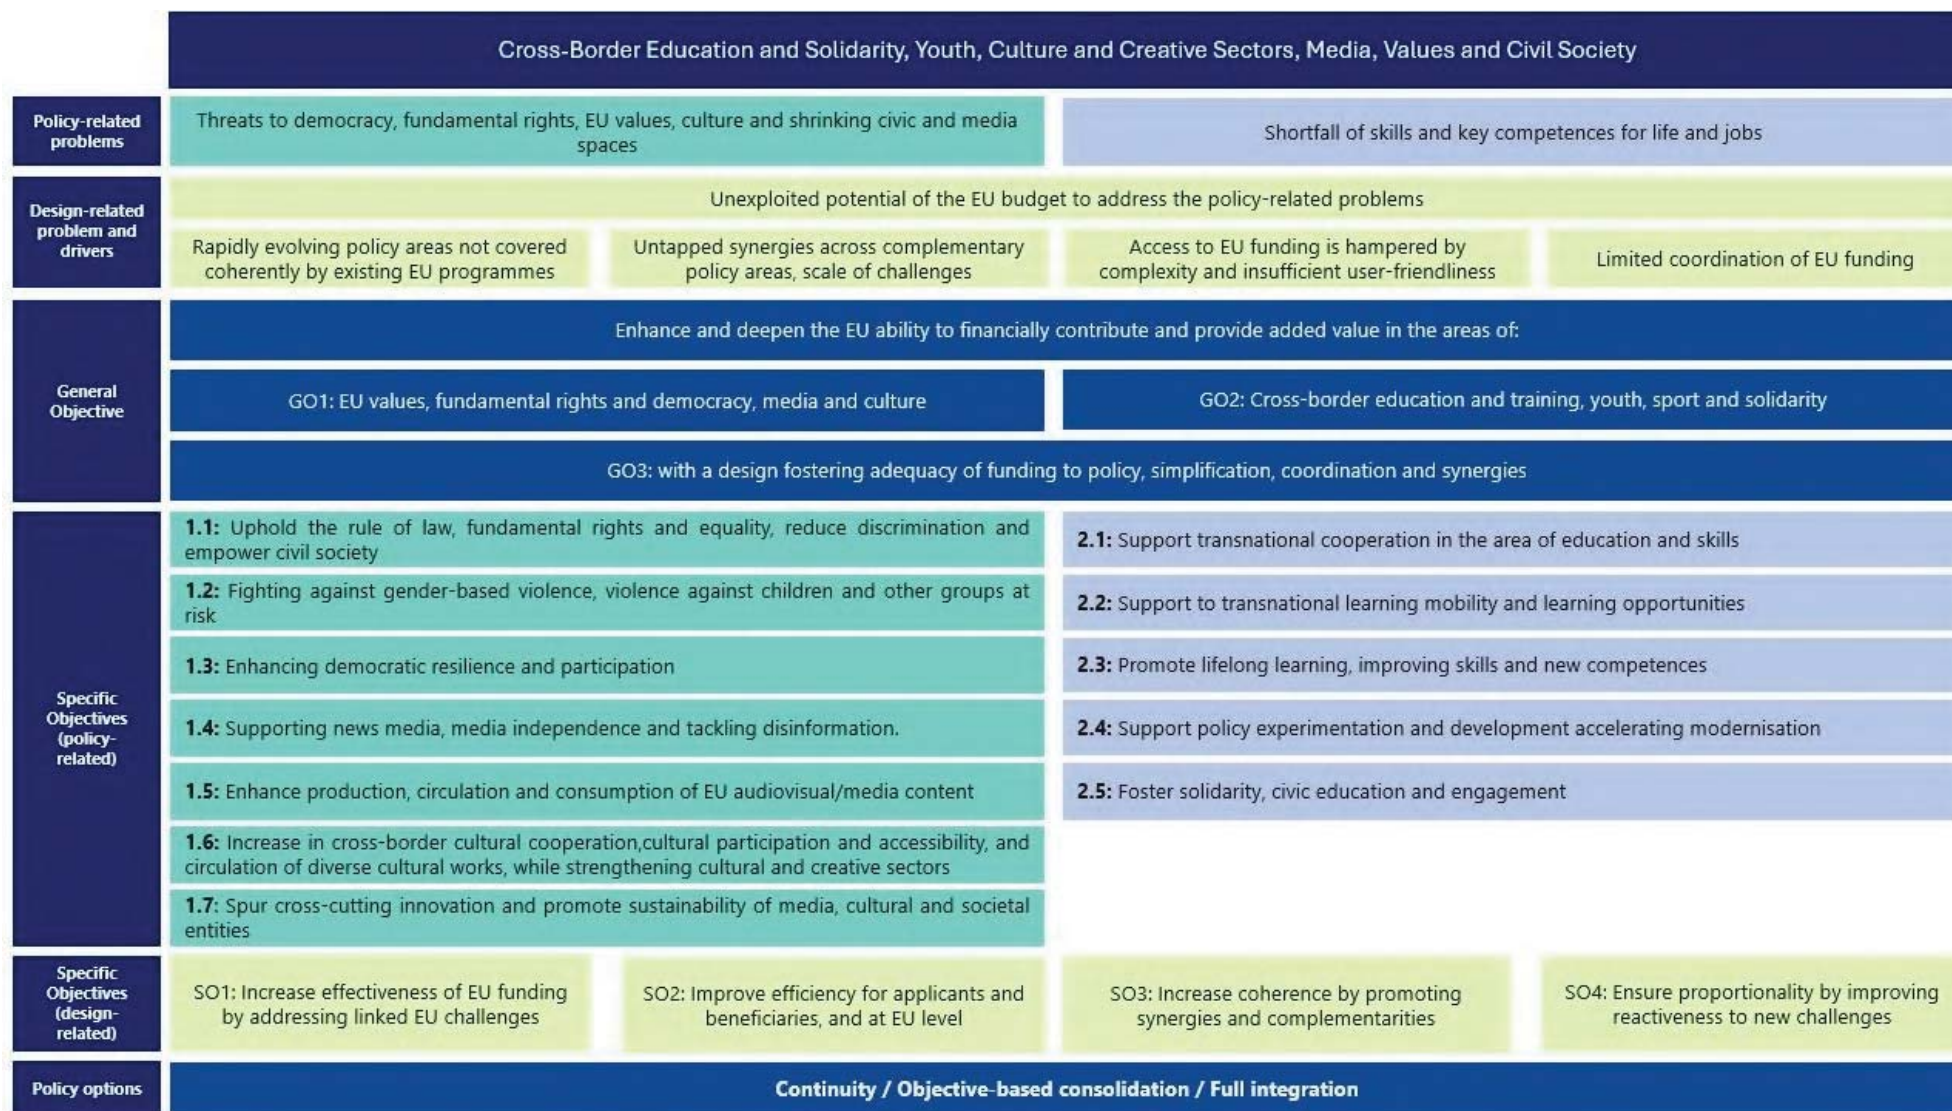 Cross-Border Education and Solidarity, Youth, Culture and Creative Sectors, Media, Values and Civil Society
Policy-related
problems
Threats to democracy, fundamental rights, EU values, culture and shrinking civic and media
spaces
Shortfall of skills and key competences for life and jobs
Design-related
problem and
drivers
Unexploited potential of the EU budget to address the policy-related problems
Rapidly evolving policy areas not covered
coherently by existing EU programmes
Untapped synergies across complementary
policy areas, scale of challenges
Access to EU funding is hampered by
complexity and insufficient user-friendliness
Limited coordination of EU funding
General
Objective
Enhance and deepen the EU ability to financially contribute and provide added value in the areas of:
GO1: EU values, fundamental rights and democracy, media and culture
GO2: Cross-border education and training, youth, sport and solidarity
GO3: with a design fostering adequacy of funding to policy, simplification, coordination and synergies
Specific
Objectives
(policy-
related)
1.1: Uphold the rule of law, fundamental rights and equality, reduce discrimination and
empower civil society
1.2: Fighting against gender-based violence, violence against children and other groups at
risk
1.3: Enhancing democratic resilience and participation
1.4: Supporting news media, media independence and tackling disinformation.
1.5: Enhance production, circulation and consumption of EU audiovisual/media content
1.6: Increase in cross-border cultural cooperation,cultural participation and accessibility, and
circulation of diverse cultural works, while strengthening cultural and creative sectors
1.7: Spur cross-cutting innovation and promote sustainability of media, cultural and societal
entities
2.1: Support transnational cooperation in the area of education and skills
2.2: Support to transnational learning mobility and learning opportunities
2.3: Promote lifelong learning, improving skills and new competences
2.4: Support policy experimentation and development accelerating modernisation
2.5: Foster solidarity, civic education and engagement
Specific
Objectives
(design-
related)
SO1: Increase effectiveness of EU funding
by addressing linked EU challenges
SO2: Improve efficiency for applicants and
beneficiaries, and at EU level
SO3: Increase coherence by promoting
synergies and complementarities
SO4: Ensure proportionality by improving
reactiveness to new challenges
Policy options
Continuity / Objective-based consolidation / Full integration